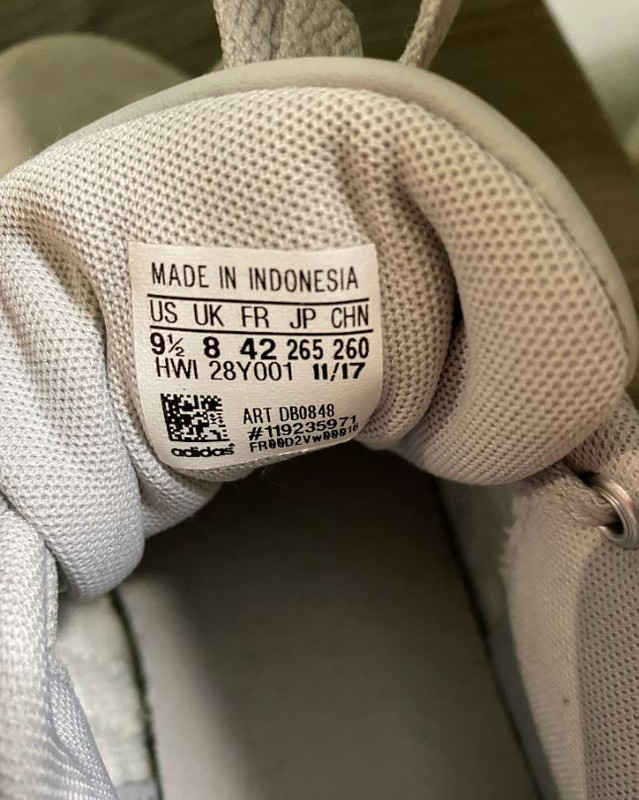 MADE IN INDONESIA
US UK FR JP CHN
9½ 8 42 265 260
HWI 28Y001 11/17
ART DB0848
#119235971
FR00D2Vw00016
adidas